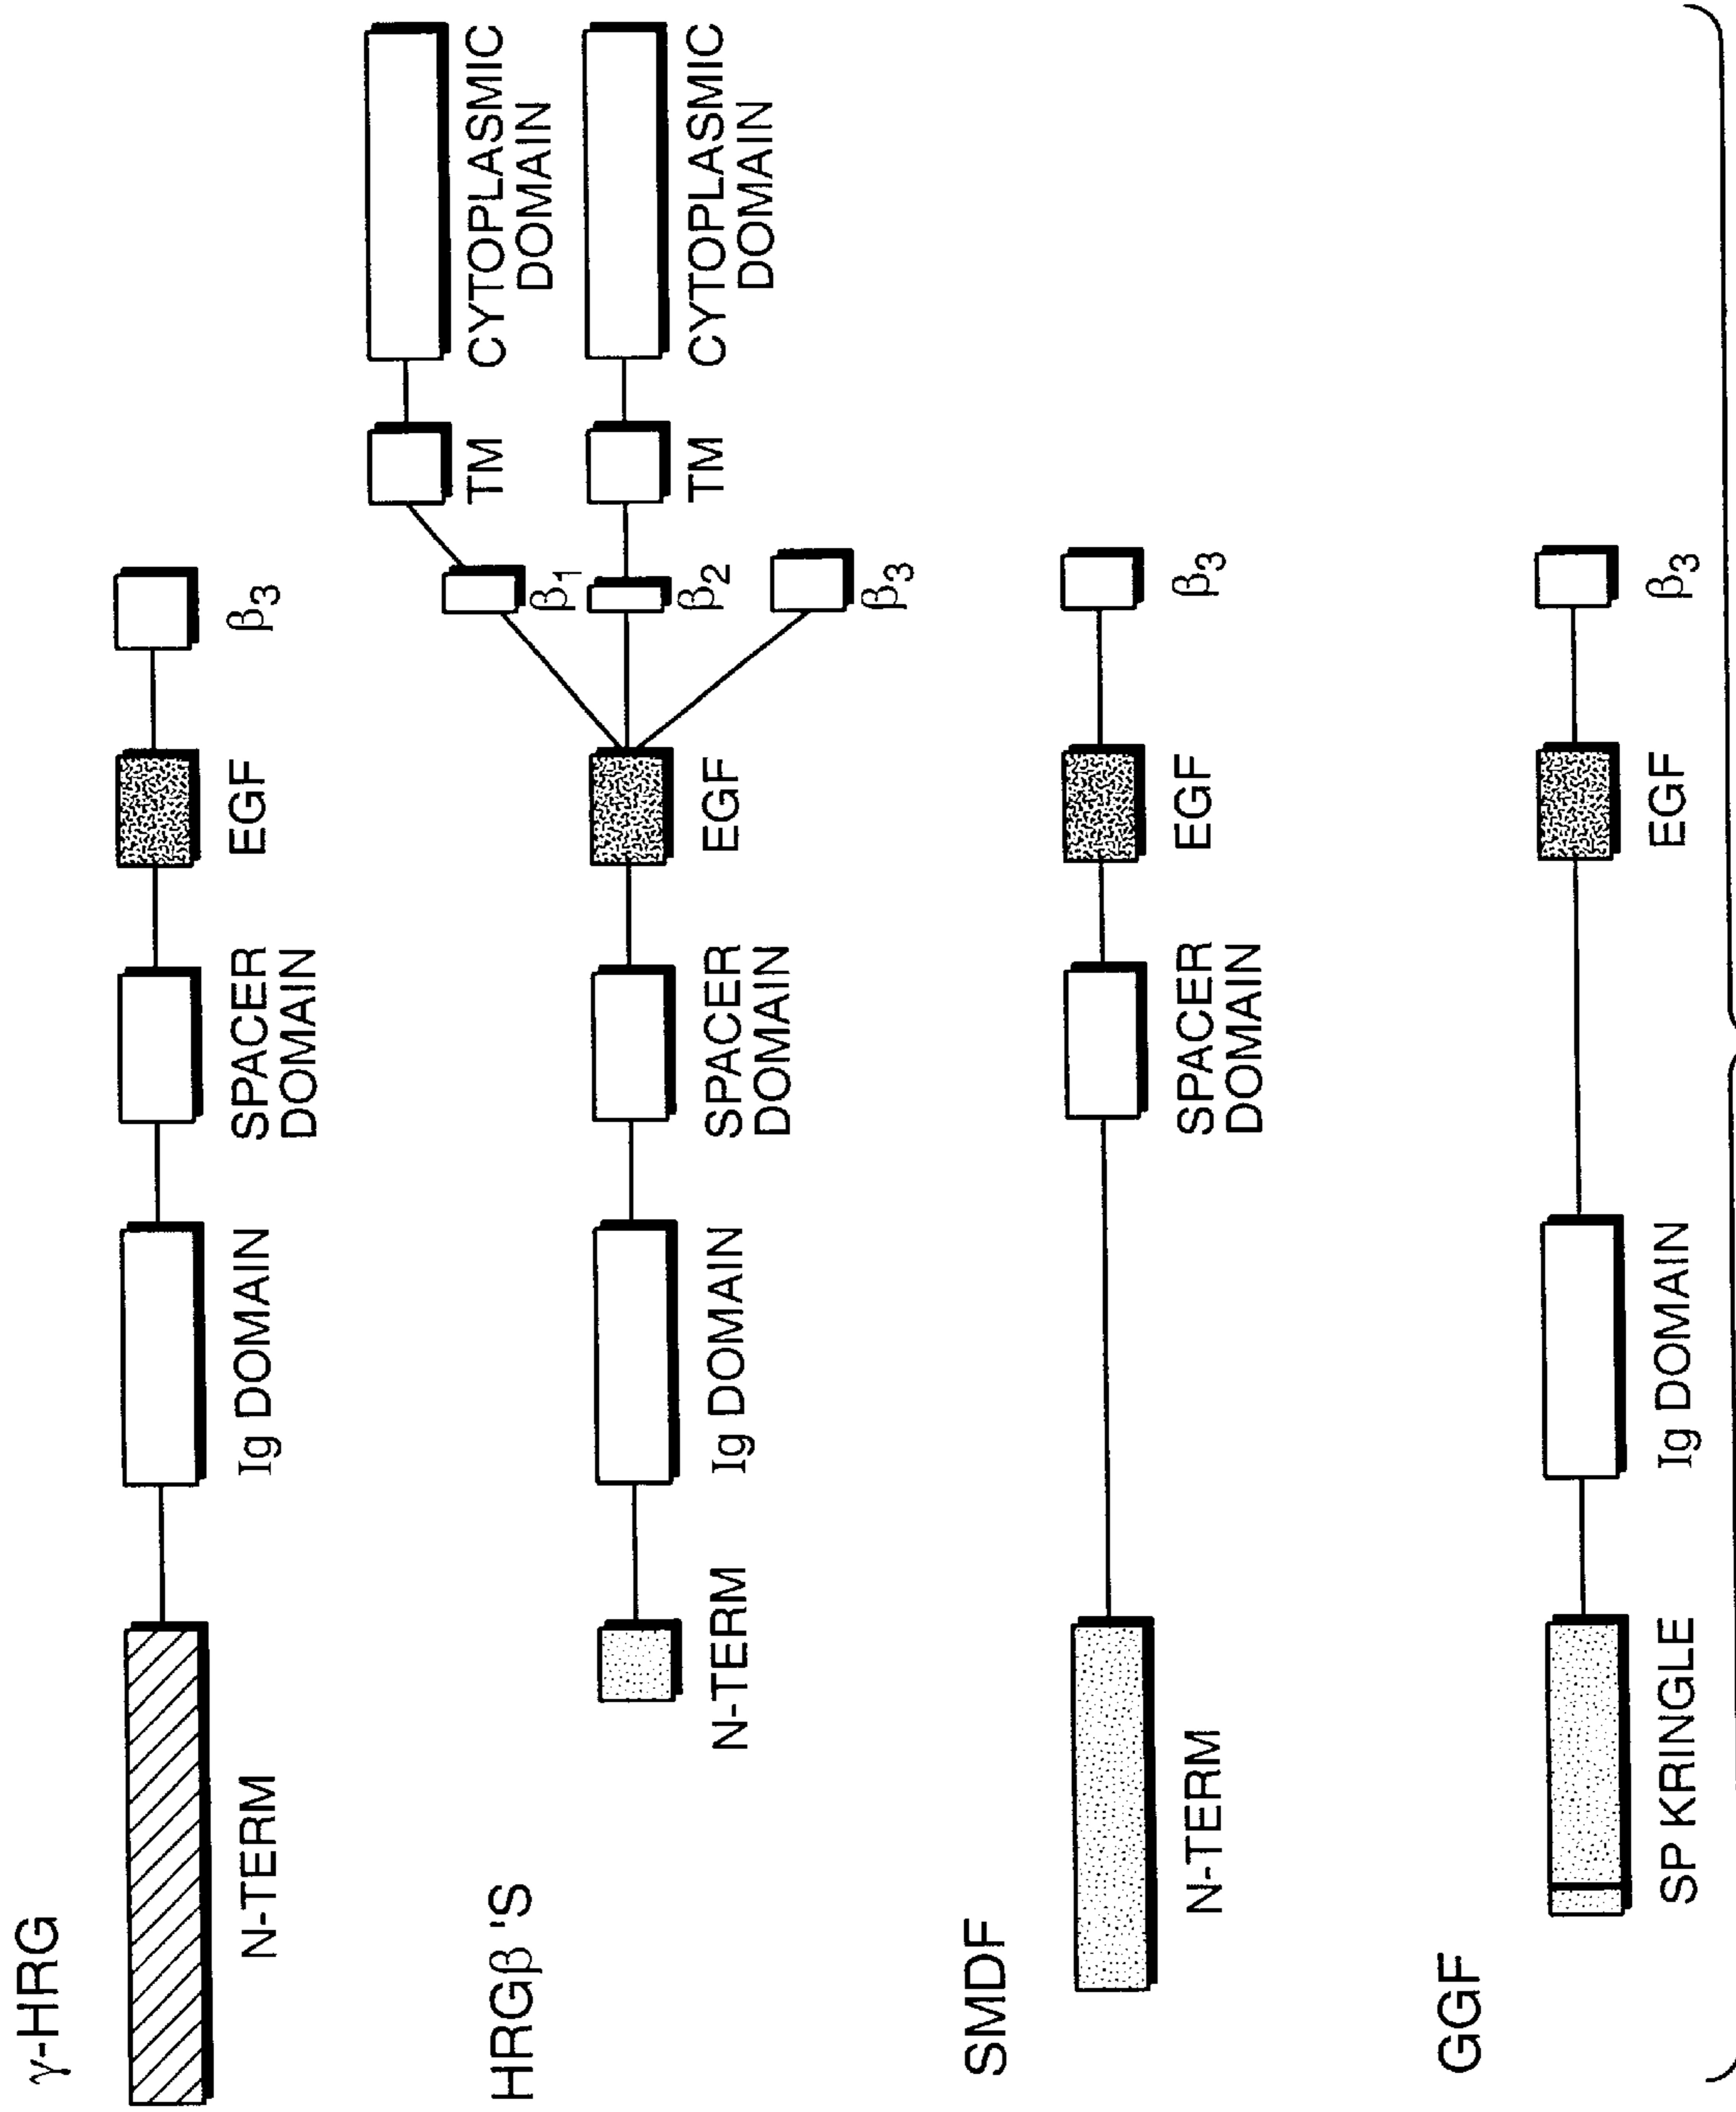 γ-HRG
N-TERM
Ig DOMAIN
SPACER
DOMAIN
EGF
β3
HRGβ 'S
N-TERM
Ig DOMAIN
SPACER
DOMAIN
EGF
β1
TM
CYTOPLASMIC
DOMAIN
β2
TM
CYTOPLASMIC
DOMAIN
β3
SMDF
N-TERM
SPACER
DOMAIN
EGF
β3
GGF
SP KRINGLE
Ig DOMAIN
EGF
β3